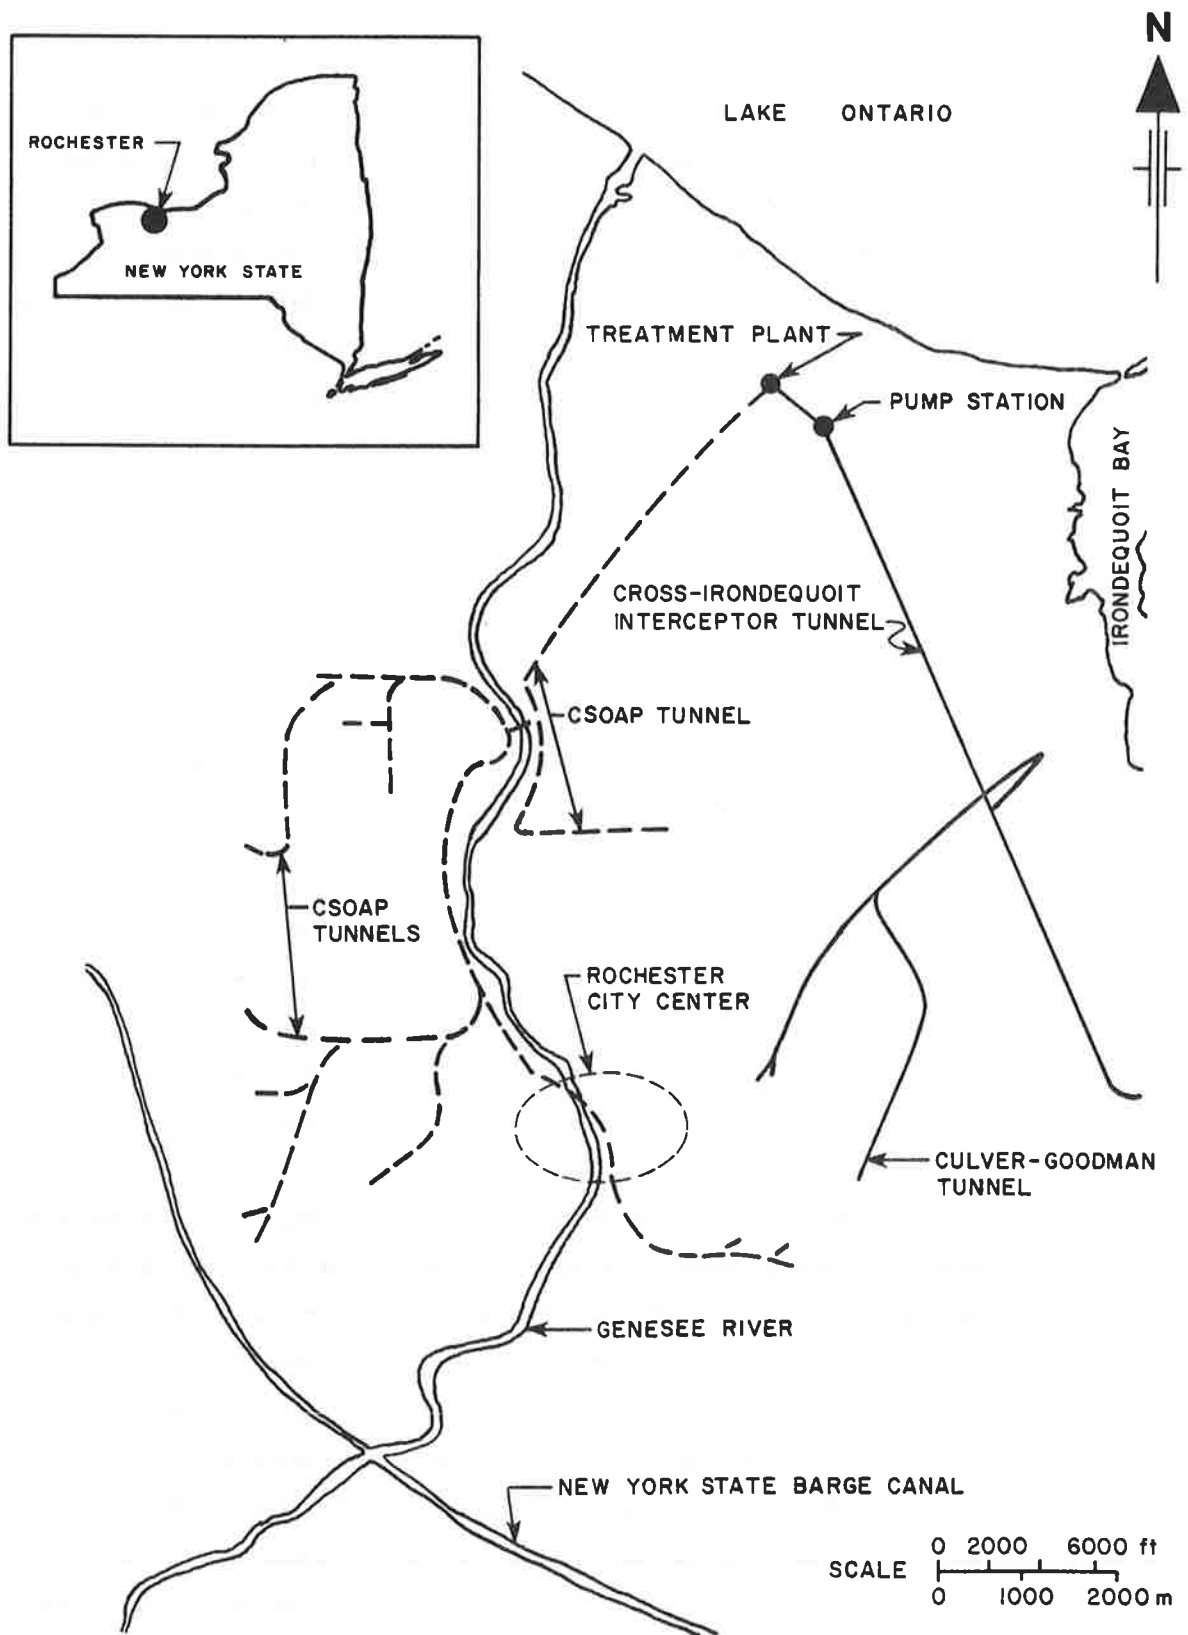 N
LAKE ONTARIO
ROCHESTER
NEW YORK STATE
TREATMENT PLANT
PUMP STATION
IRONDEQUOIT BAY
CROSS-IRONDEQUOIT
INTERCEPTOR TUNNEL
CSOAP TUNNEL
CSOAP
TUNNELS
ROCHESTER
CITY CENTER
CULVER-GOODMAN
TUNNEL
GENESEE RIVER
NEW YORK STATE BARGE CANAL
0 2000 6000 ft
SCALE
0 1000 2000 m